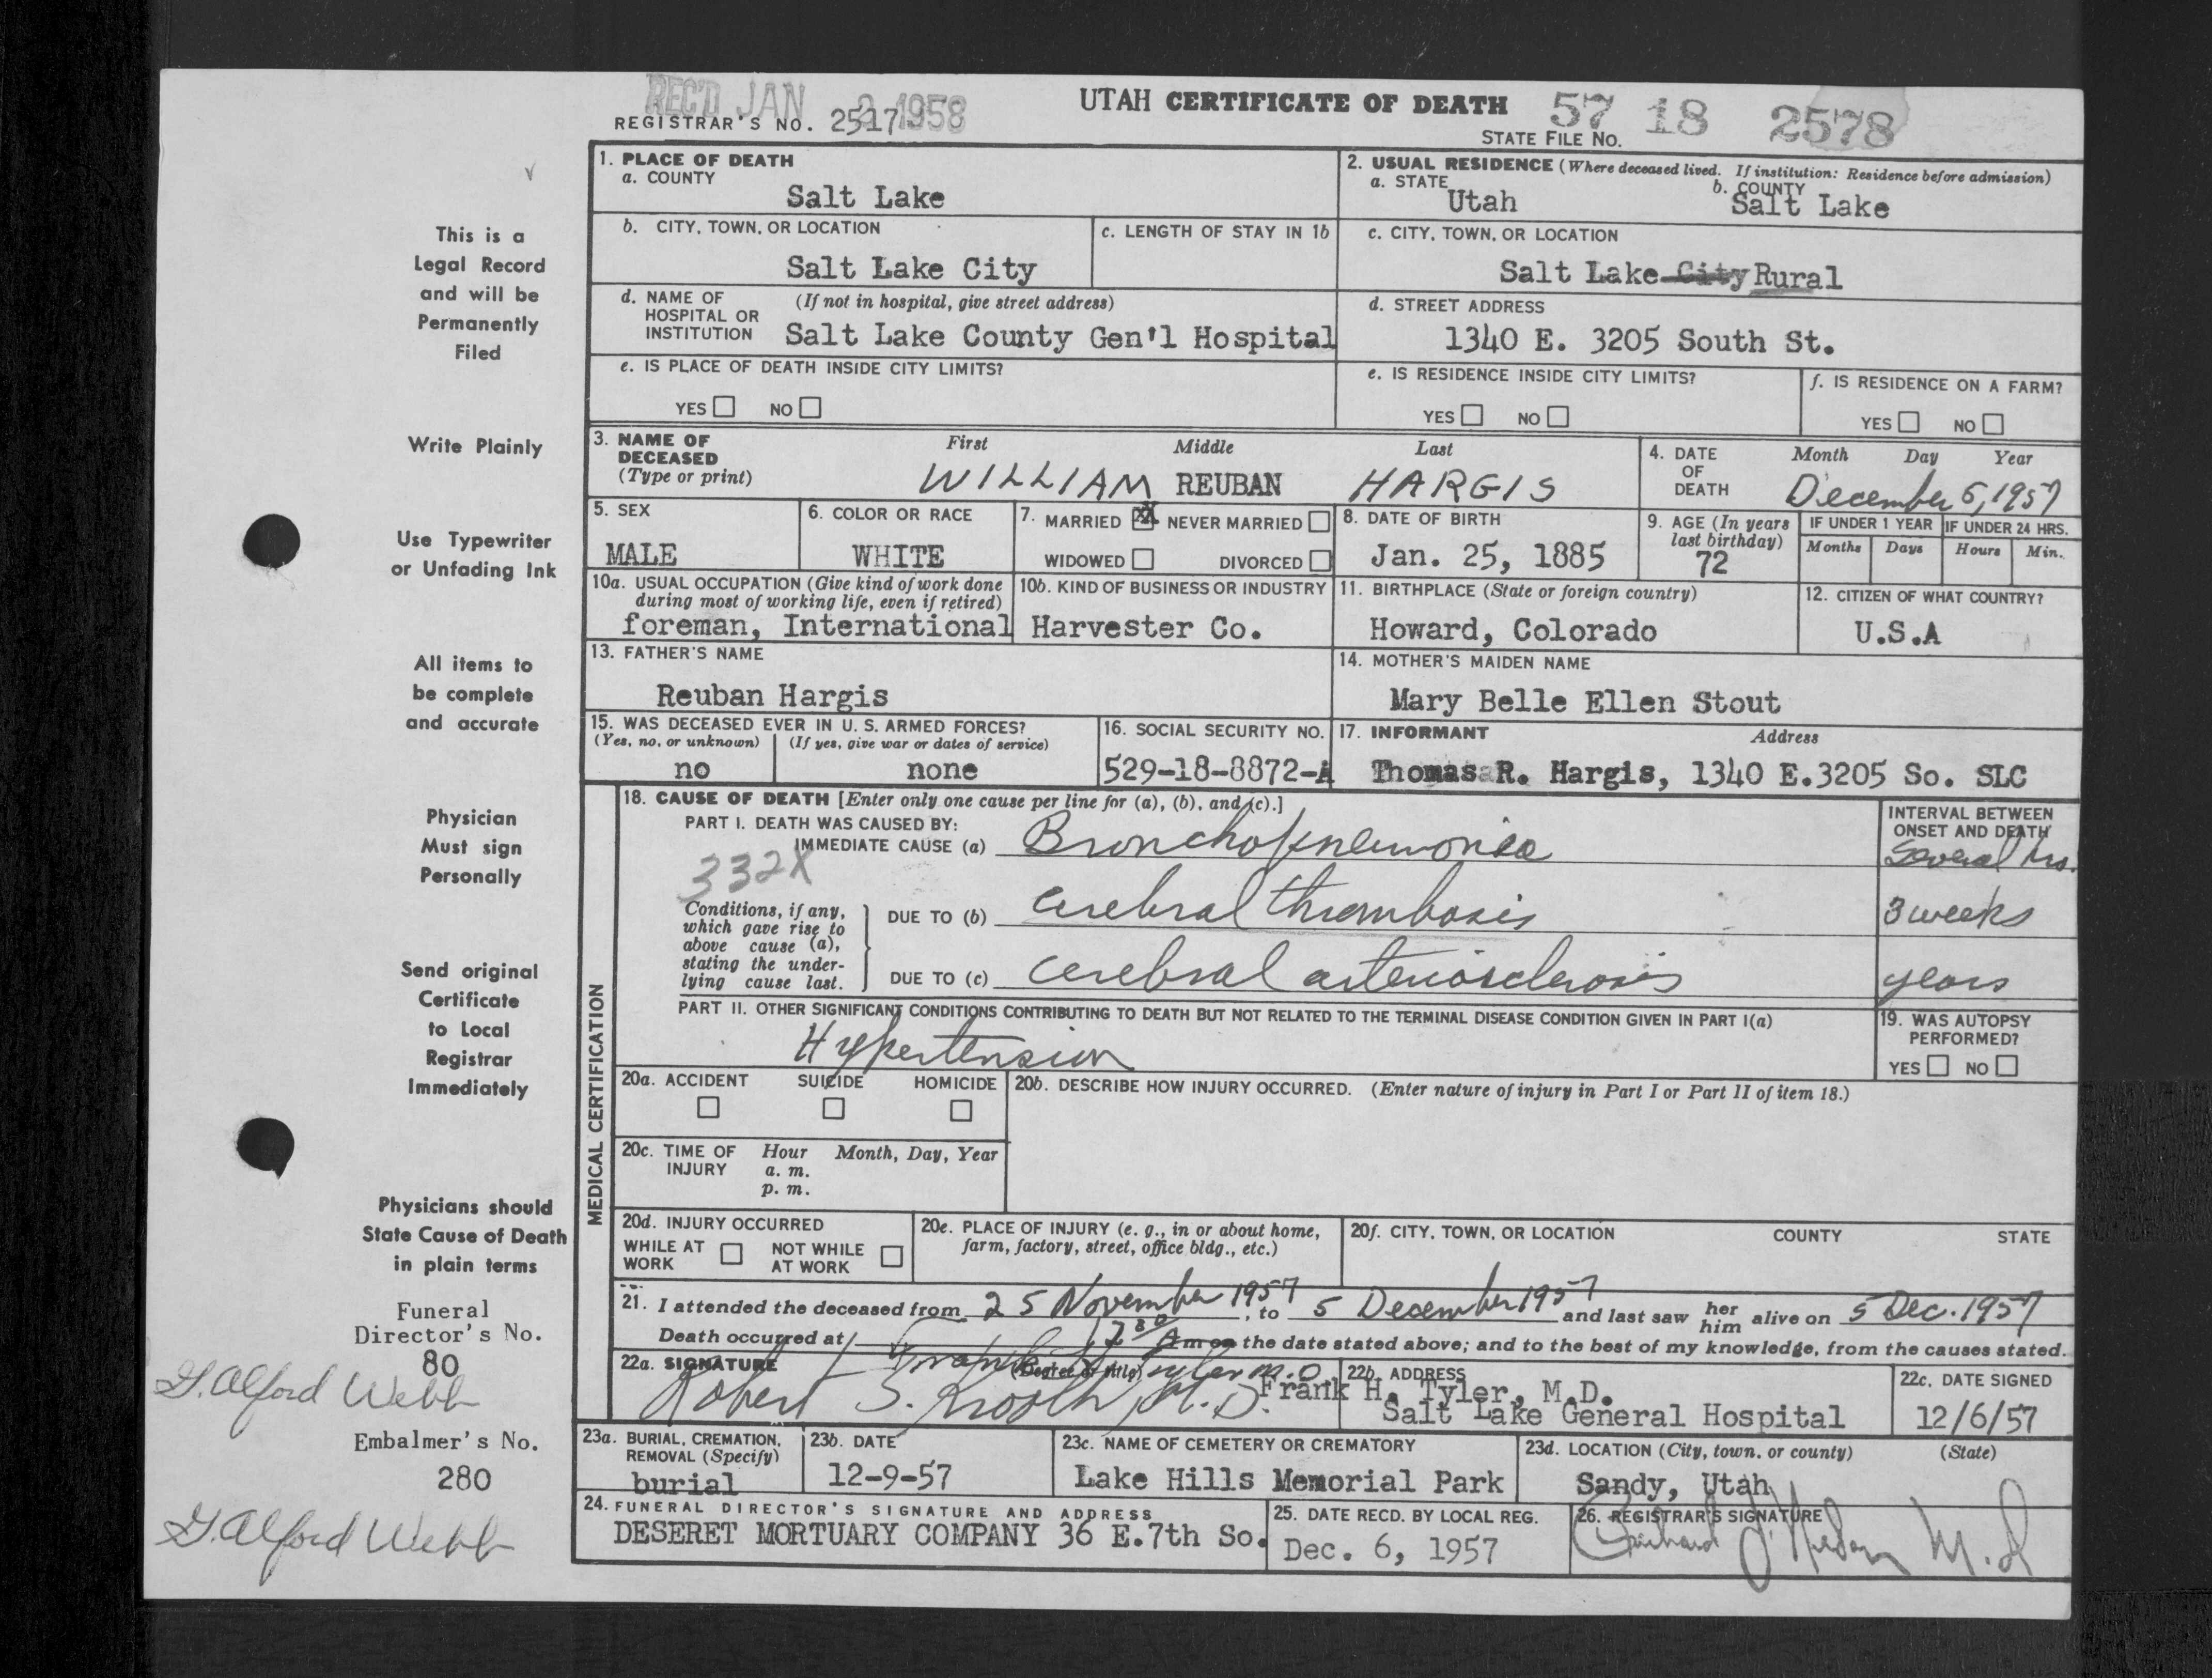 REC'D JAN 2 1958
UTAH CERTIFICATE OF DEATH 57 18 2578
REGISTRAR'S NO. 2517
STATE FILE NO.
This is a
Legal Record
and will be
Permanently
Filed
Write Plainly
Use Typewriter
or Unfading Ink
All items to
be complete
and accurate
Physician
Must sign
Personally
Send original
Certificate
to Local
Registrar
Immediately
Physicians should
State Cause of Death
in plain terms
Funeral
Director's No.
80
G. Alford Webb
Embalmer's No.
280
G. Alford Webb
1. PLACE OF DEATH
a. COUNTY
Salt Lake
2. USUAL RESIDENCE (Where deceased lived. If institution: Residence before admission)
a. STATE b. COUNTY
Utah Salt Lake
b. CITY, TOWN, OR LOCATION
Salt Lake City
c. LENGTH OF STAY IN 1b
c. CITY, TOWN, OR LOCATION
Salt Lake City Rural
d. NAME OF (If not in hospital, give street address)
HOSPITAL OR
INSTITUTION Salt Lake County Gen'l Hospital
d. STREET ADDRESS
1340 E. 3205 South St.
e. IS PLACE OF DEATH INSIDE CITY LIMITS?
YES NO
e. IS RESIDENCE INSIDE CITY LIMITS?
YES NO
f. IS RESIDENCE ON A FARM?
YES NO
3. NAME OF First Middle Last
DECEASED
(Type or print) WILLIAM REUBAN HARGIS
4. DATE Month Day Year
OF
DEATH December 5, 1957
5. SEX
MALE
6. COLOR OR RACE
WHITE
7. MARRIED XX NEVER MARRIED
WIDOWED DIVORCED
8. DATE OF BIRTH
Jan. 25, 1885
9. AGE (In years
last birthday)
72
IF UNDER 1 YEAR IF UNDER 24 HRS.
Months Days Hours Min.
10a. USUAL OCCUPATION (Give kind of work done
during most of working life, even if retired)
foreman, International
10b. KIND OF BUSINESS OR INDUSTRY
Harvester Co.
11. BIRTHPLACE (State or foreign country)
Howard, Colorado
12. CITIZEN OF WHAT COUNTRY?
U.S.A
13. FATHER'S NAME
Reuban Hargis
14. MOTHER'S MAIDEN NAME
Mary Belle Ellen Stout
15. WAS DECEASED EVER IN U. S. ARMED FORCES?
(Yes, no, or unknown) (If yes, give war or dates of service)
no none
16. SOCIAL SECURITY NO.
529-18-8872-A
17. INFORMANT Address
Thomas R. Hargis, 1340 E.3205 So. SLC
MEDICAL CERTIFICATION
18. CAUSE OF DEATH [Enter only one cause per line for (a), (b), and (c).]
PART I. DEATH WAS CAUSED BY:
IMMEDIATE CAUSE (a) Bronchopneumonia
332X
INTERVAL BETWEEN
ONSET AND DEATH
Several hrs.
Conditions, if any,
which gave rise to
above cause (a),
stating the under-
lying cause last.
DUE TO (b) cerebral thrombosis 3 weeks
DUE TO (c) cerebral arteriosclerosis years
PART II. OTHER SIGNIFICANT CONDITIONS CONTRIBUTING TO DEATH BUT NOT RELATED TO THE TERMINAL DISEASE CONDITION GIVEN IN PART I(a)
Hypertension
19. WAS AUTOPSY
PERFORMED?
YES NO
20a. ACCIDENT SUICIDE HOMICIDE
20b. DESCRIBE HOW INJURY OCCURRED. (Enter nature of injury in Part I or Part II of item 18.)
20c. TIME OF Hour Month, Day, Year
INJURY a. m.
p. m.
20d. INJURY OCCURRED
WHILE AT NOT WHILE
WORK AT WORK
20e. PLACE OF INJURY (e. g., in or about home,
farm, factory, street, office bldg., etc.)
20f. CITY, TOWN, OR LOCATION COUNTY STATE
21. I attended the deceased from 25 November 1957, to 5 December 1957 and last saw her him alive on 5 Dec. 1957
Death occurred at m on the date stated above; and to the best of my knowledge, from the causes stated.
22a. SIGNATURE (Degree or title)
Frank H. Tyler M.D.
Robert S. Krooth, M.D.
22b. ADDRESS
Frank H. Tyler, M.D.
Salt Lake General Hospital
22c. DATE SIGNED
12/6/57
23a. BURIAL, CREMATION,
REMOVAL (Specify)
burial
23b. DATE
12-9-57
23c. NAME OF CEMETERY OR CREMATORY
Lake Hills Memorial Park
23d. LOCATION (City, town, or county) (State)
Sandy, Utah
24. FUNERAL DIRECTOR'S SIGNATURE AND ADDRESS
DESERET MORTUARY COMPANY 36 E.7th So.
25. DATE RECD. BY LOCAL REG.
Dec. 6, 1957
26. REGISTRAR'S SIGNATURE
M.D